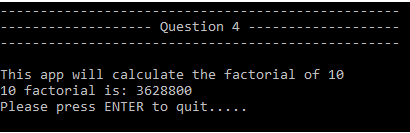 --------------------------------------------------
------------------- Question 4 -------------------
--------------------------------------------------
This app will calculate the factorial of 10
10 factorial is: 3628800
Please press ENTER to quit.....